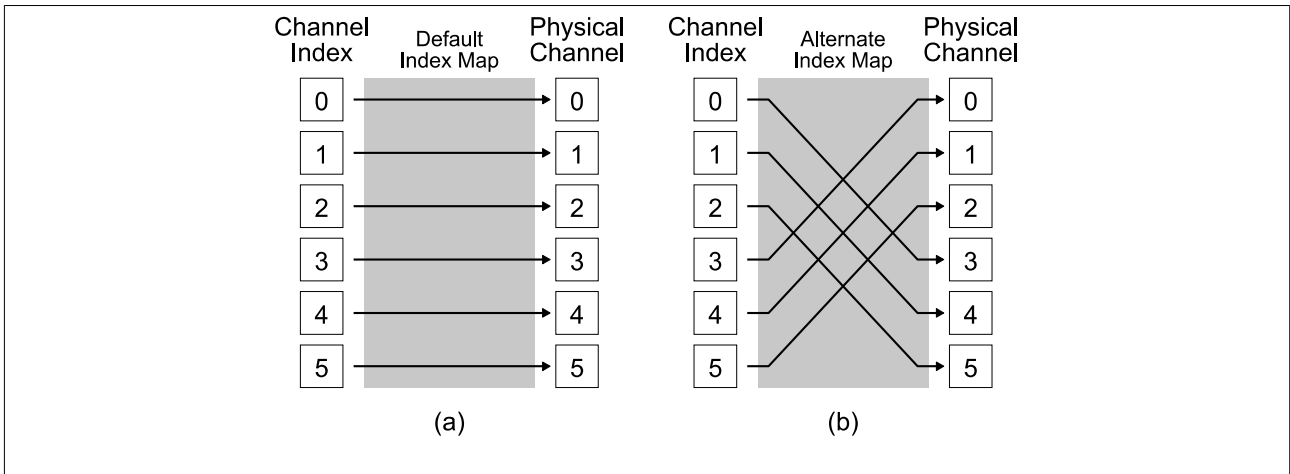 Channel Index Default Index Map Physical Channel Channel Index Alternate Index Map Physical Channel
0 0 0 0
1 1 1 1
2 2 2 2
3 3 3 3
4 4 4 4
5 5 5 5
(a) (b)